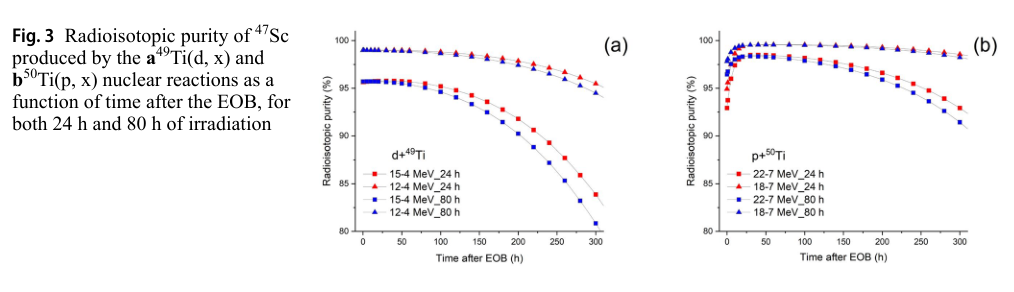 Fig. 3 Radioisotopic purity of ⁴⁷Sc
produced by the a⁴⁹Ti(d, x) and
b⁵⁰Ti(p, x) nuclear reactions as a
function of time after the EOB, for
both 24 h and 80 h of irradiation
(a)
Radioisotopic purity (%)
100
95
90
85
80
d+⁴⁹Ti
15-4 MeV_24 h
12-4 MeV_24 h
15-4 MeV_80 h
12-4 MeV_80 h
0 50 100 150 200 250 300
Time after EOB (h)
(b)
Radioisotopic purity (%)
100
95
90
85
80
p+⁵⁰Ti
22-7 MeV_24 h
18-7 MeV_24 h
22-7 MeV_80 h
18-7 MeV_80 h
0 50 100 150 200 250 300
Time after EOB (h)